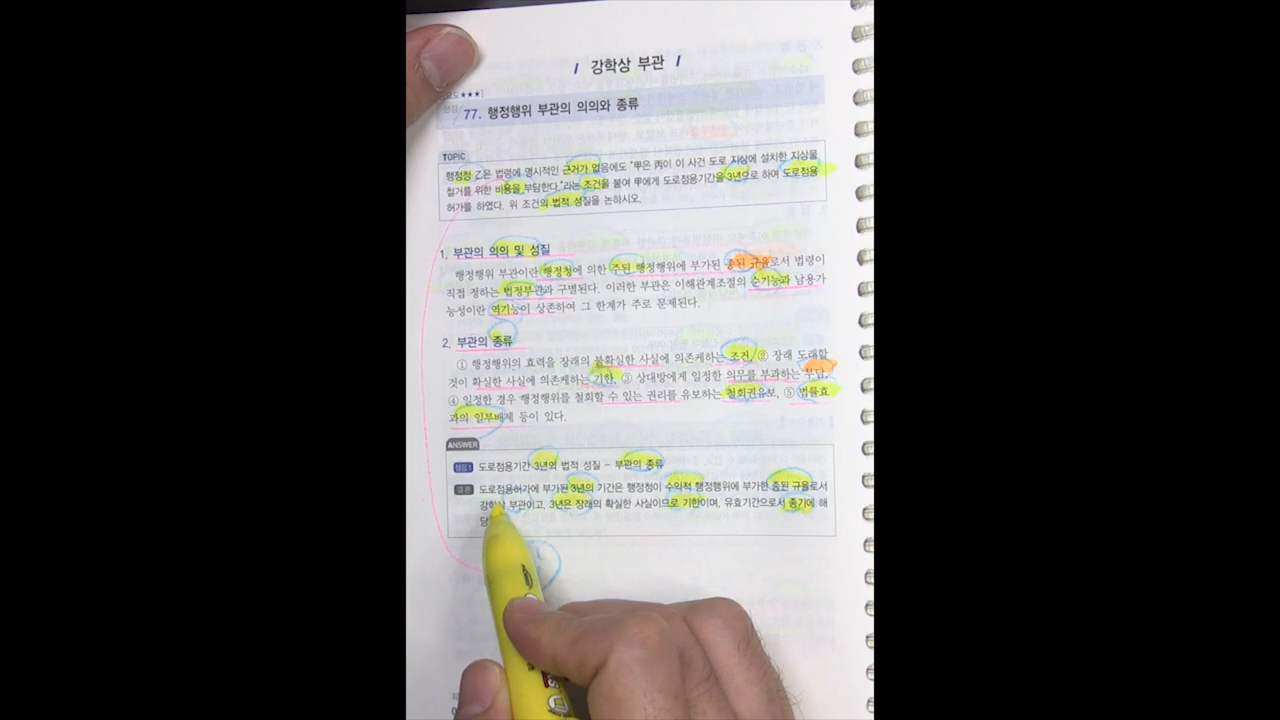 / 강학상 부관 /
도★★★]
77. 행정행위 부관의 의의와 종류
TOPIC
행정청 乙은 법령에 명시적인 근거가 없음에도 "甲은 丙이 이 사건 도로 지상에 설치한 지상물
철거를 위한 비용을 부담한다."라는 조건을 붙여 甲에게 도로점용기간을 3년으로 하여 도로점용
허가를 하였다. 위 조건의 법적 성질을 논하시오.
1. 부관의 의의 및 성질
행정행위 부관이란 행정청에 의한 주된 행정행위에 부가된 종된 규율로서 법령이
직접 정하는 법정부관과 구별된다. 이러한 부관은 이해관계조절의 순기능과 남용가
능성이란 역기능이 상존하여 그 한계가 주로 문제된다.
2. 부관의 종류
① 행정행위의 효력을 장래의 불확실한 사실에 의존케하는 조건, ② 장래 도래할
것이 확실한 사실에 의존케하는 기한, ③ 상대방에게 일정한 의무를 부과하는 부담,
④ 일정한 경우 행정행위를 철회할 수 있는 권리를 유보하는 철회권유보, ⑤ 법률효
과의 일부배제 등이 있다.
ANSWER
쟁점 1 도로점용기간 3년의 법적 성질 - 부관의 종류
결론 도로점용허가에 부가된 3년의 기간은 행정청이 수익적 행정행위에 부가한 종된 규율로서
강학상 부관이고, 3년은 장래의 확실한 사실이므로 기한이며, 유효기간으로서 종기에 해
당